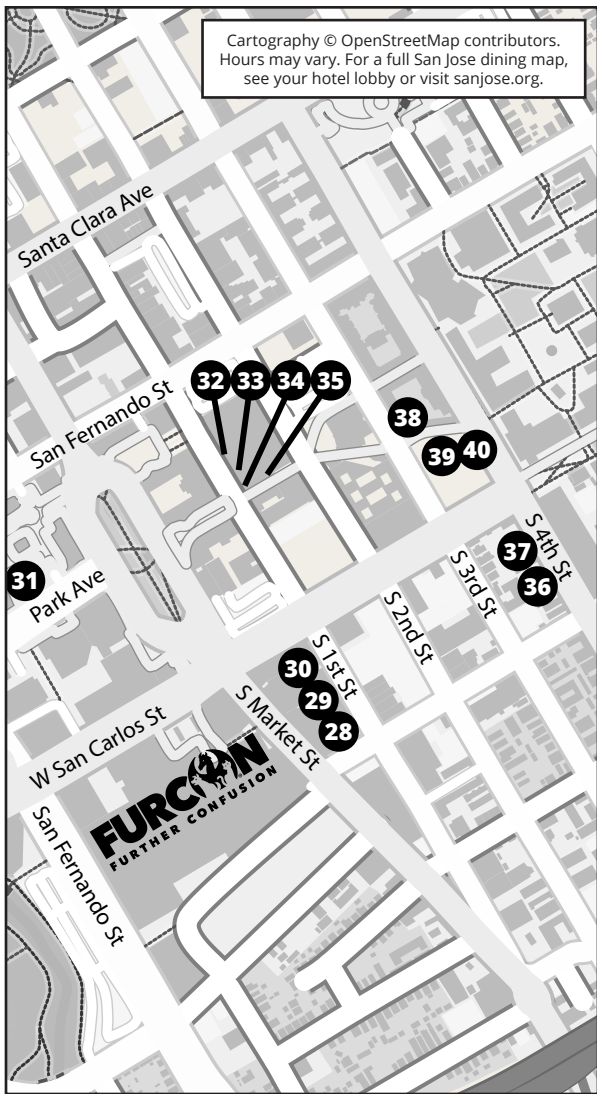 Cartography © OpenStreetMap contributors.
Hours may vary. For a full San Jose dining map,
see your hotel lobby or visit sanjose.org.
Santa Clara Ave
San Fernando St
32 33 34 35
38
39 40
31
Park Ave
37
36
S 4th St
S 3rd St
S 2nd St
S 1st St
30
29
28
S Market St
W San Carlos St
FURCON
FURTHER CONFUSION
San Fernando St